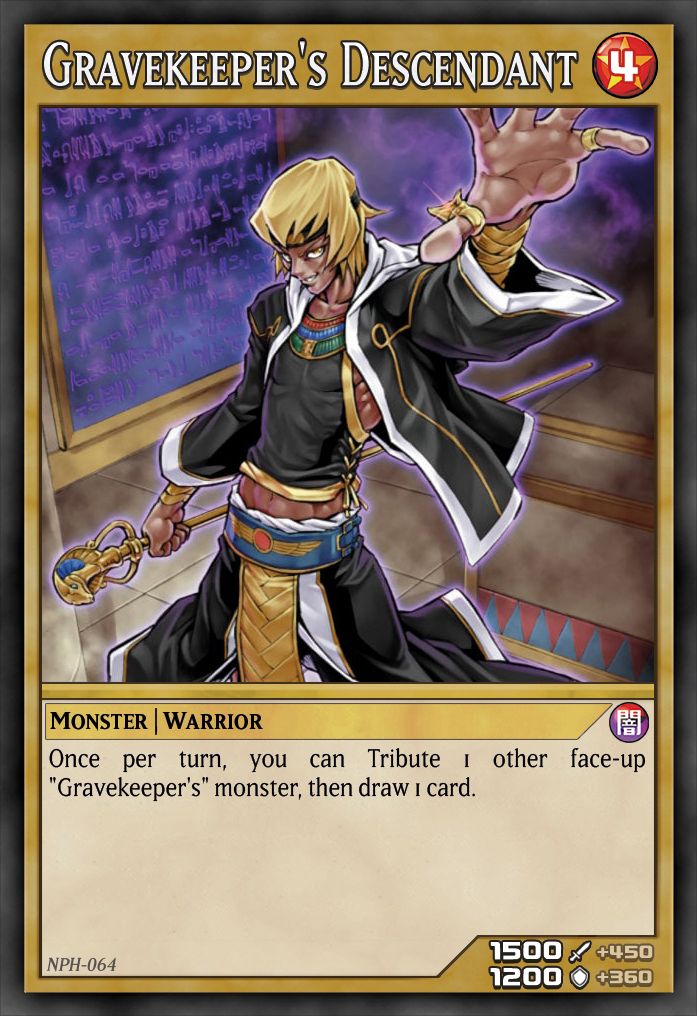 Gravekeeper's Descendant 4
Monster | Warrior 闇
Once per turn, you can Tribute 1 other face-up
"Gravekeeper's" monster, then draw 1 card.
1500 +450
NPH-064 1200 +360